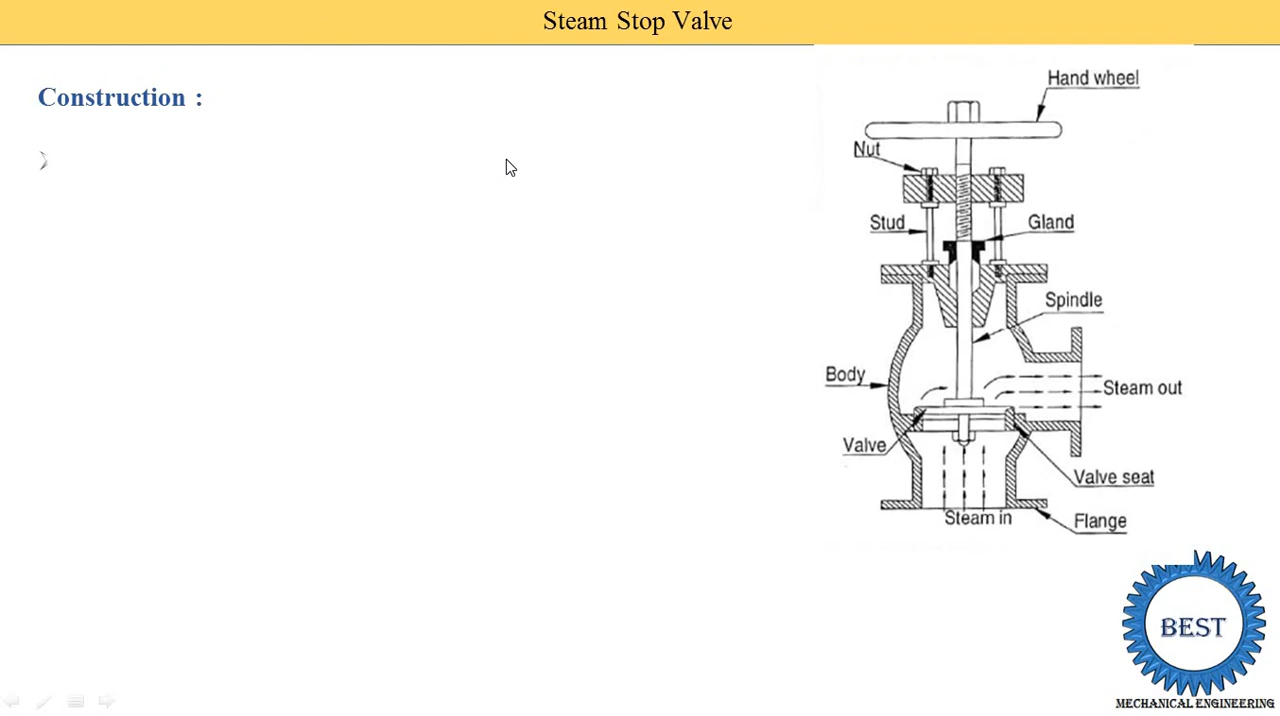 Steam Stop Valve
Construction :
Hand wheel
Nut
Stud
Gland
Spindle
Body
Steam out
Valve
Valve seat
Steam in
Flange
BEST
MECHANICAL ENGINEERING